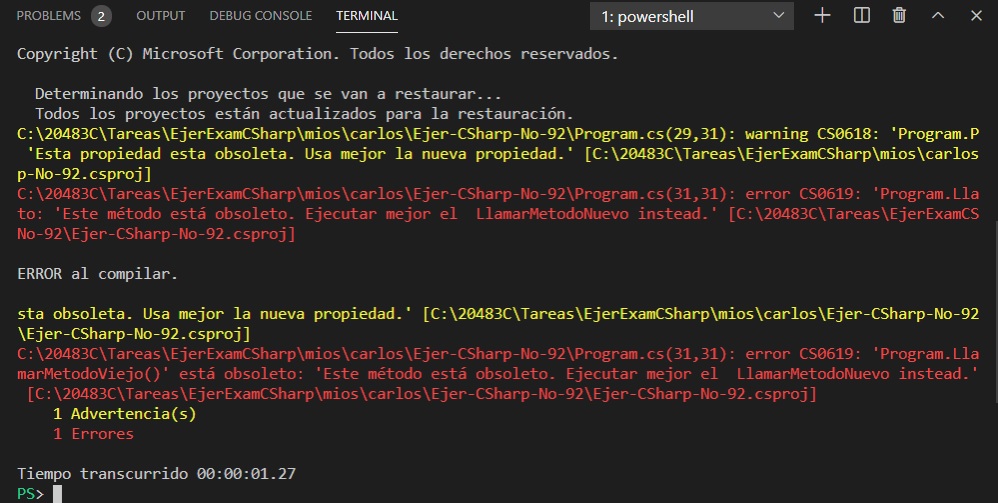 PROBLEMS 2 OUTPUT DEBUG CONSOLE TERMINAL 1: powershell
Copyright (C) Microsoft Corporation. Todos los derechos reservados.
Determinando los proyectos que se van a restaurar...
Todos los proyectos están actualizados para la restauración.
C:\20483C\Tareas\EjerExamCSharp\mios\carlos\Ejer-CSharp-No-92\Program.cs(29,31): warning CS0618: 'Program.P
'Esta propiedad esta obsoleta. Usa mejor la nueva propiedad.' [C:\20483C\Tareas\EjerExamCSharp\mios\carlos
p-No-92.csproj]
C:\20483C\Tareas\EjerExamCSharp\mios\carlos\Ejer-CSharp-No-92\Program.cs(31,31): error CS0619: 'Program.Lla
to: 'Este método está obsoleto. Ejecutar mejor el  LlamarMetodoNuevo instead.' [C:\20483C\Tareas\EjerExamCS
No-92\Ejer-CSharp-No-92.csproj]
ERROR al compilar.
sta obsoleta. Usa mejor la nueva propiedad.' [C:\20483C\Tareas\EjerExamCSharp\mios\carlos\Ejer-CSharp-No-92
\Ejer-CSharp-No-92.csproj]
C:\20483C\Tareas\EjerExamCSharp\mios\carlos\Ejer-CSharp-No-92\Program.cs(31,31): error CS0619: 'Program.Lla
marMetodoViejo()' está obsoleto: 'Este método está obsoleto. Ejecutar mejor el  LlamarMetodoNuevo instead.'
[C:\20483C\Tareas\EjerExamCSharp\mios\carlos\Ejer-CSharp-No-92\Ejer-CSharp-No-92.csproj]
1 Advertencia(s)
1 Errores
Tiempo transcurrido 00:00:01.27
PS>